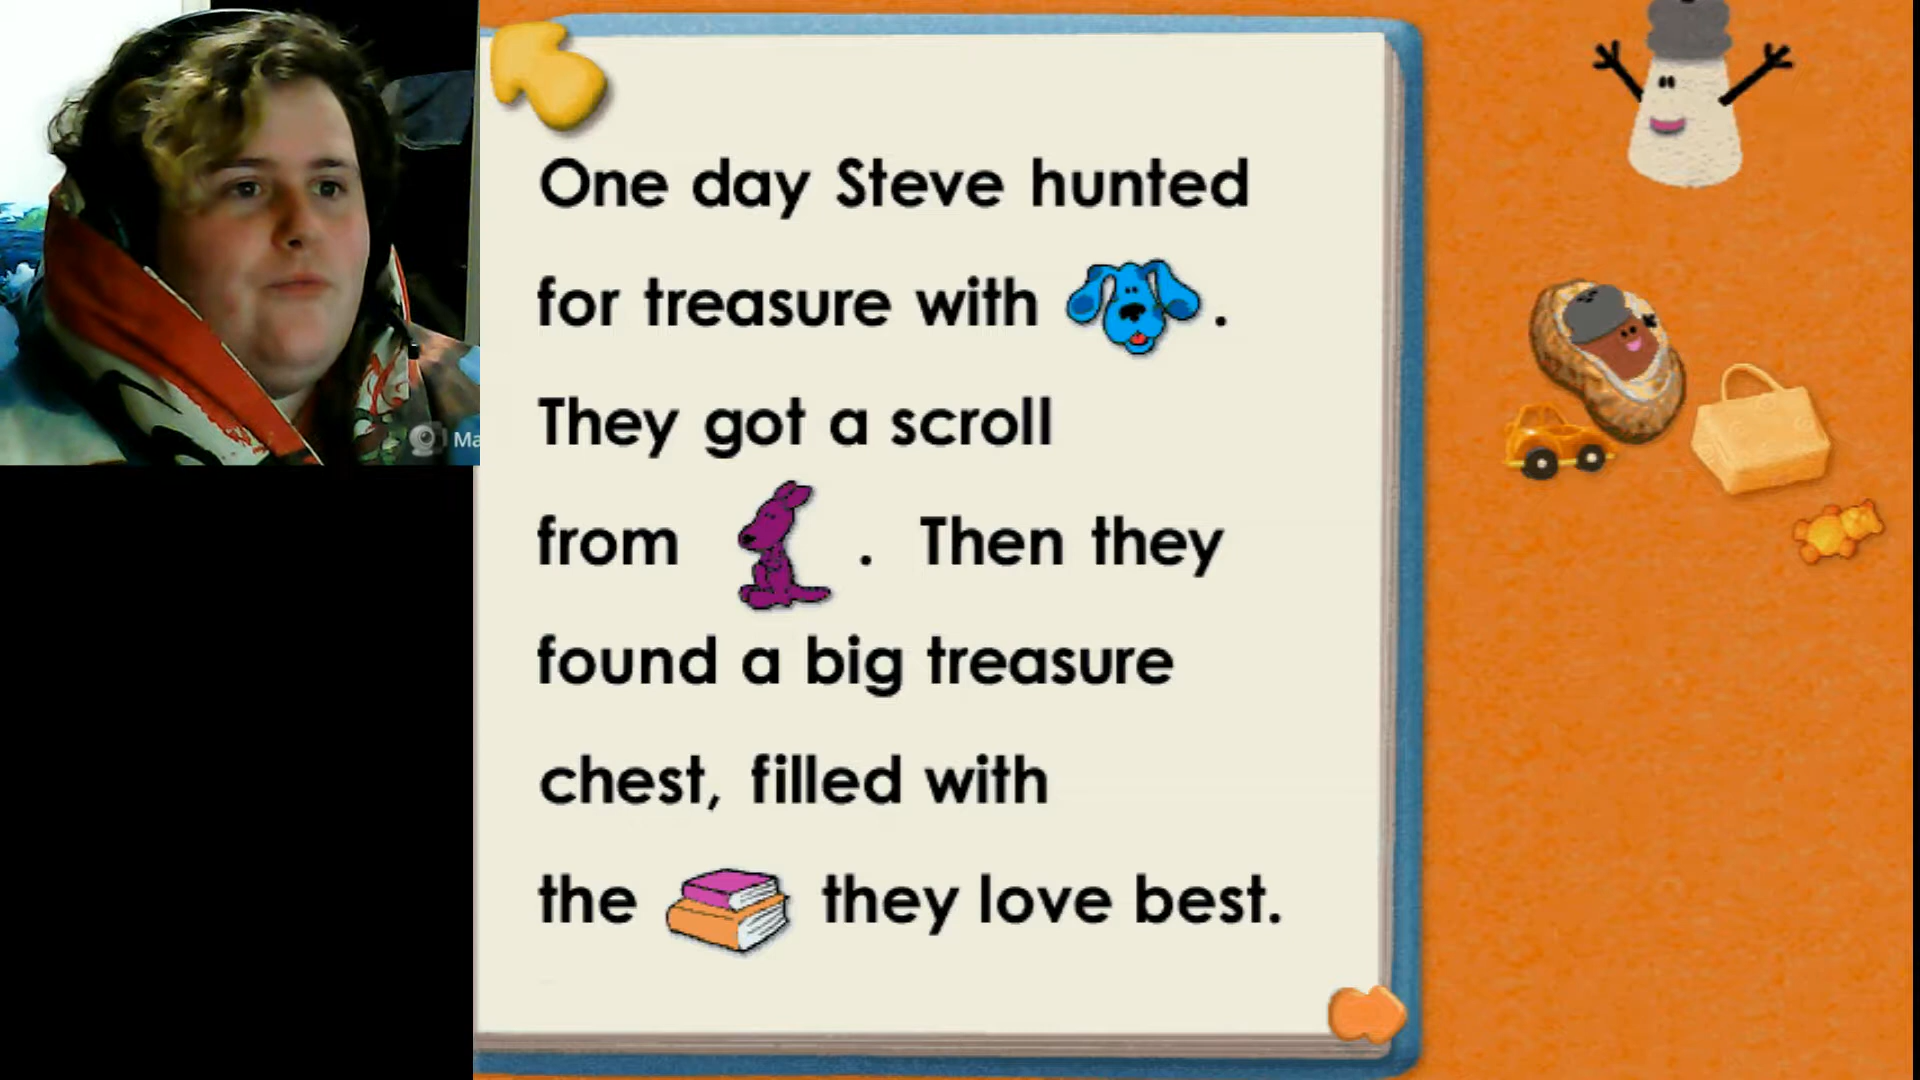 One day Steve hunted
for treasure with .
They got a scroll
from . Then they
found a big treasure
chest, filled with
the they love best.
Ma